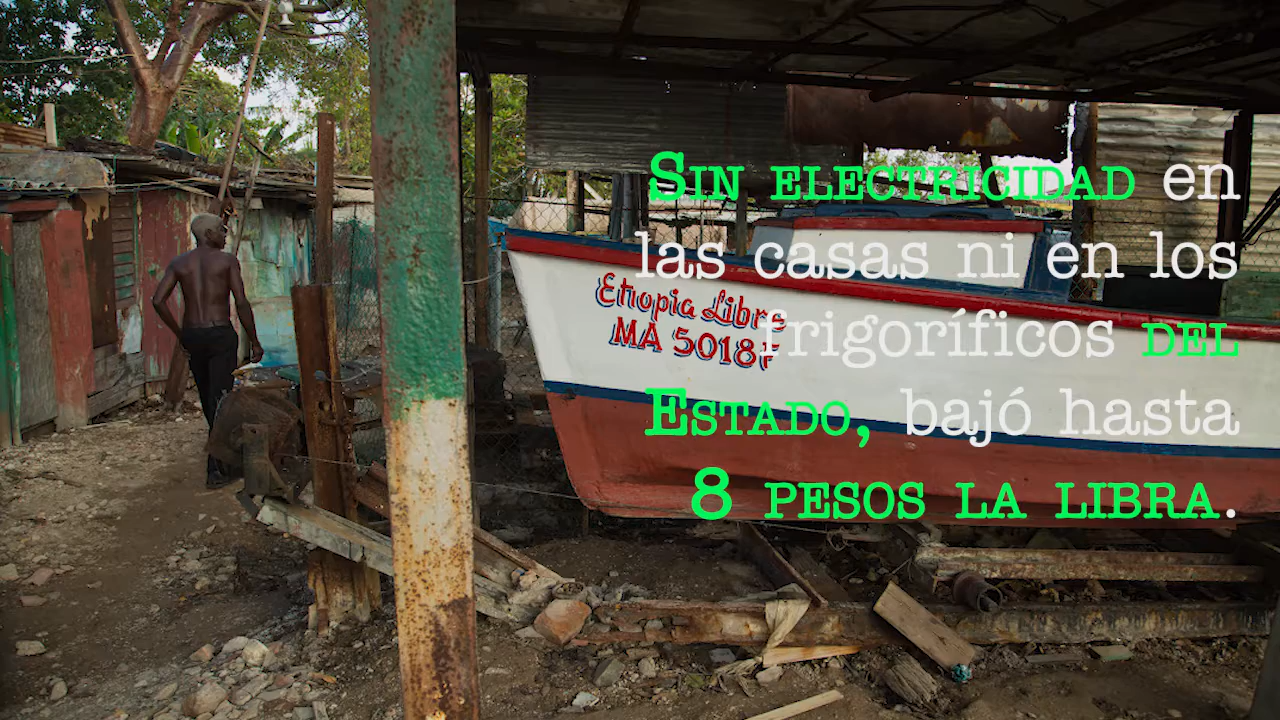 Sin electricidad en
las casas ni en los
frigoríficos del
Estado, bajó hasta
8 pesos la libra.
Etiopia Libre
MA 5018F